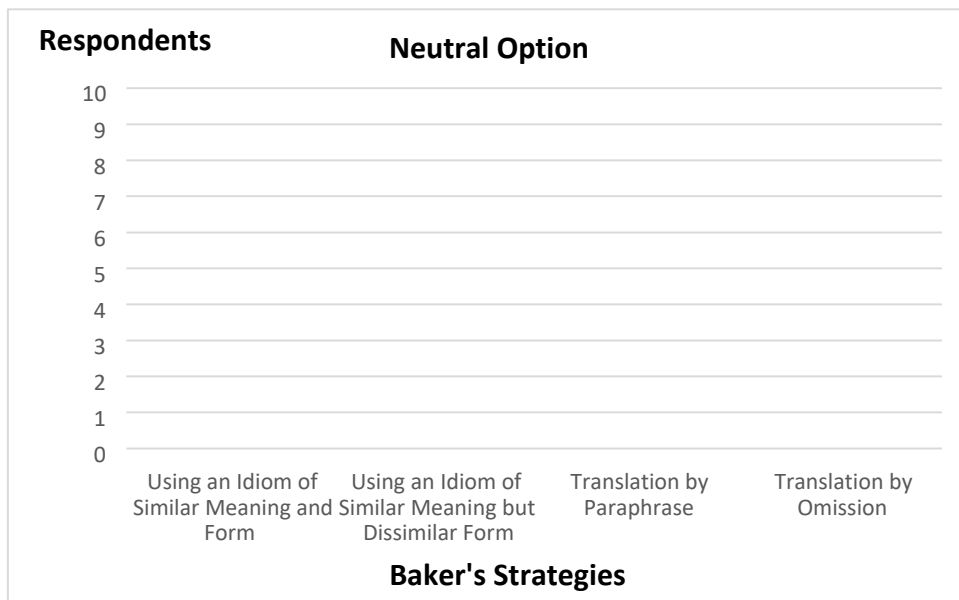 Respondents
Neutral Option
10
9
8
7
6
5
4
3
2
1
0
Using an Idiom of
Similar Meaning and
Form
Using an Idiom of
Similar Meaning but
Dissimilar Form
Translation by
Paraphrase
Translation by
Omission
Baker's Strategies